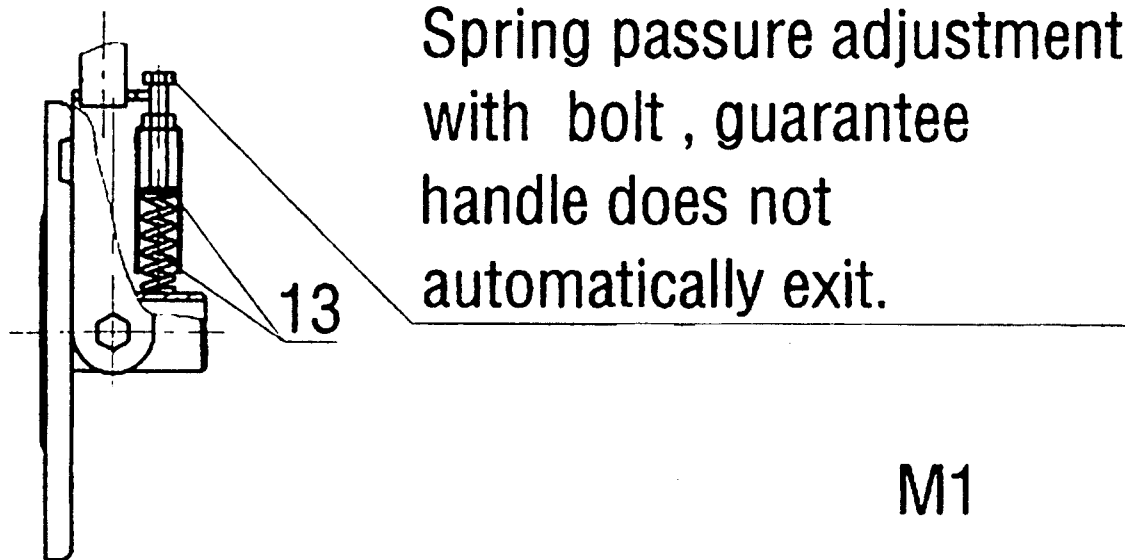 Spring passure adjustment
with bolt , guarantee
handle does not
automatically exit.
13
M1